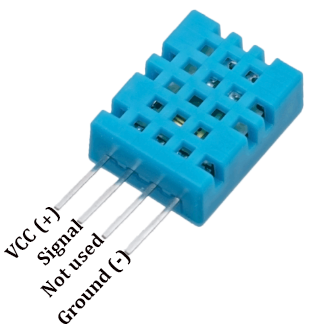 VCC (+)
Signal
Not used
Ground (-)